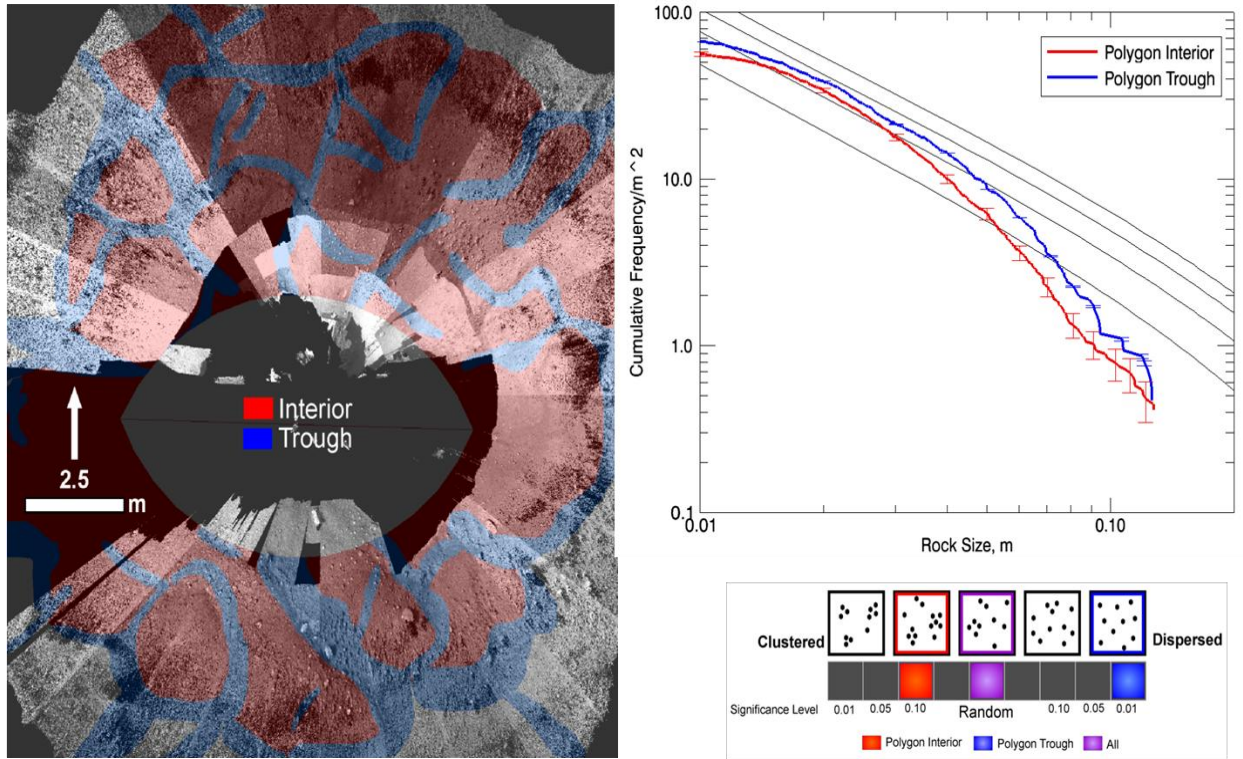 Interior
Trough
2.5
m
100.0
10.0
1.0
0.1
Cumulative Frequency/m^2
Polygon Interior
Polygon Trough
0.01
0.10
Rock Size, m
Clustered
Dispersed
Significance Level
0.01
0.05
0.10
Random
0.10
0.05
0.01
Polygon Interior
Polygon Trough
All